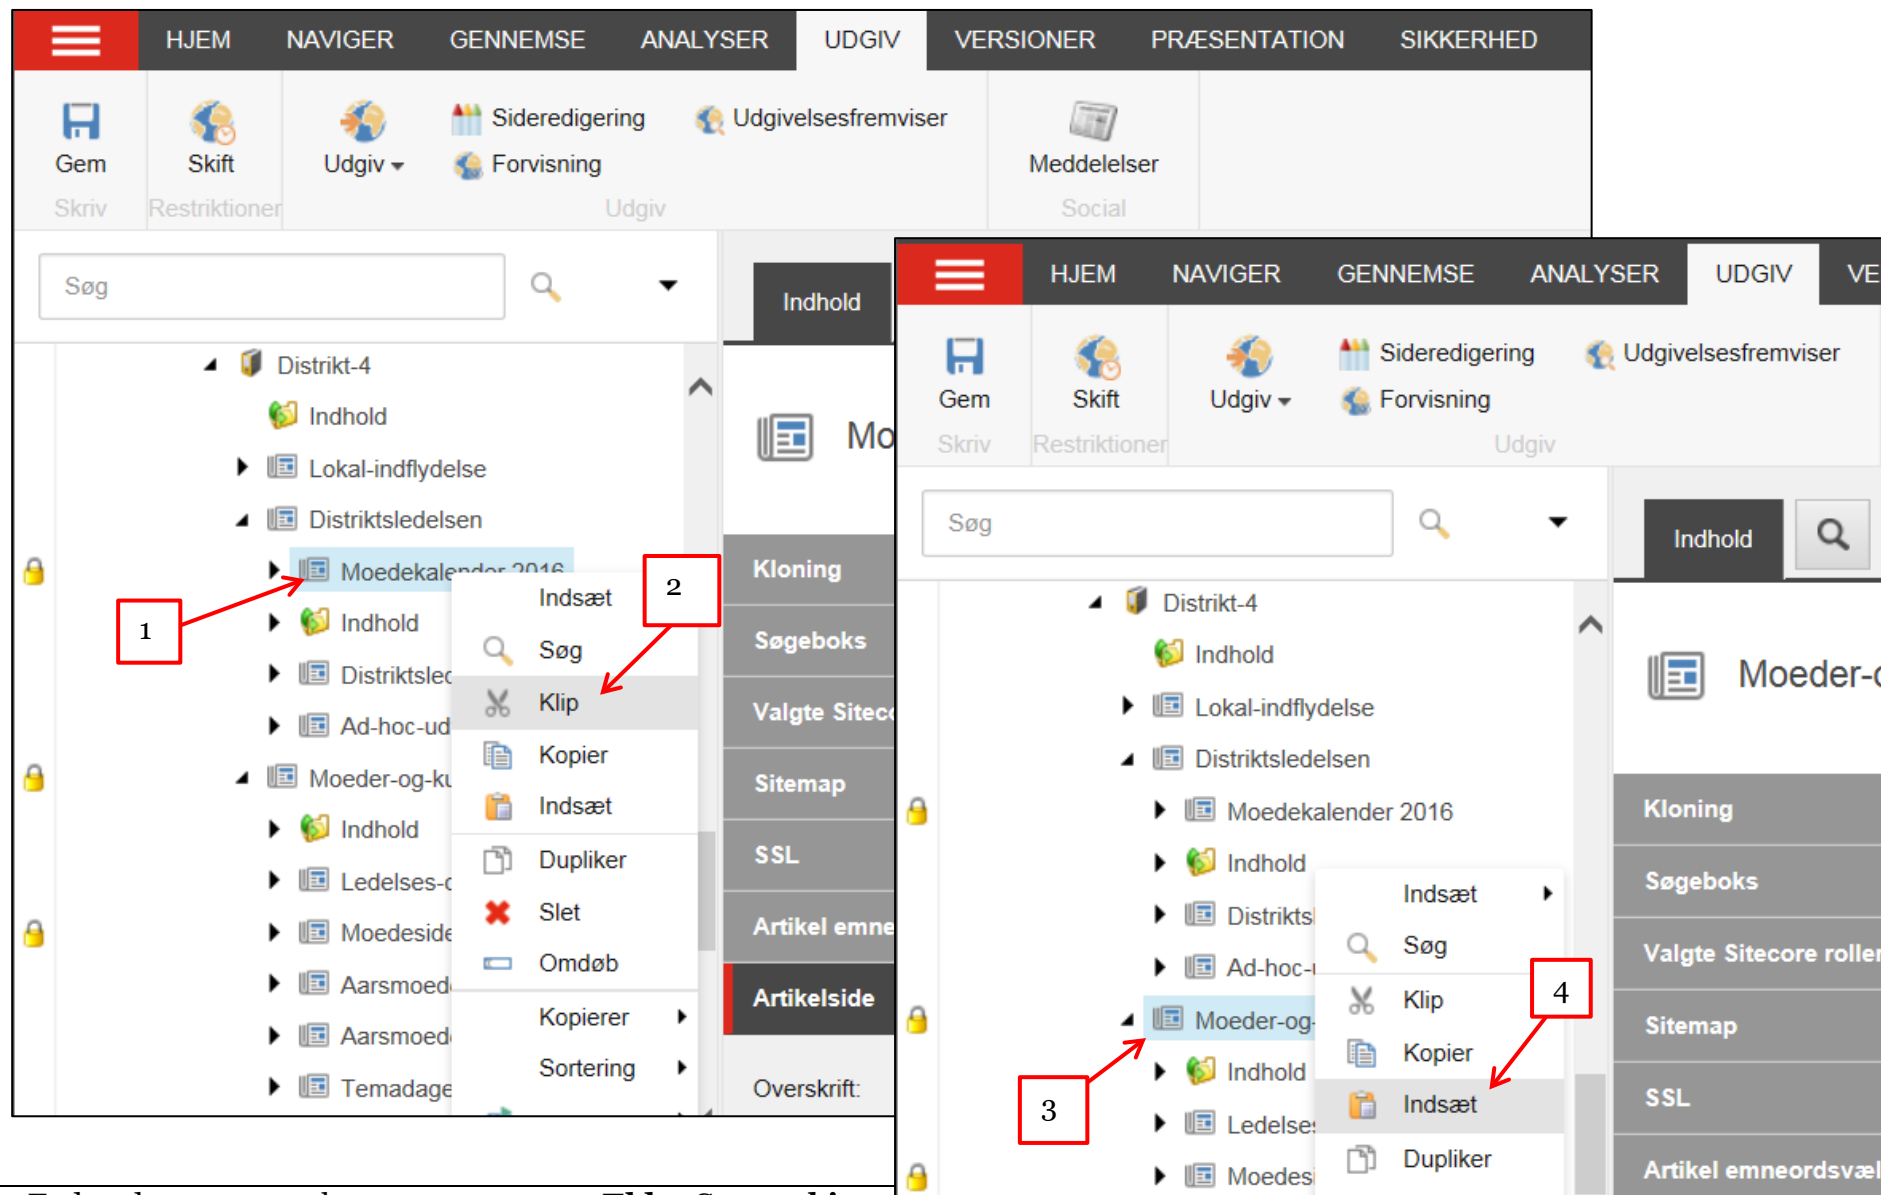 HJEM NAVIGER GENNEMSE ANALYSER UDGIV VERSIONER PRÆSENTATION SIKKERHED
Gem Skift Udgiv Sideredigering Udgivelsesfremviser Meddelelser
Forvisning
Skriv Restriktioner Udgiv Social
Søg
Indhold
Distrikt-4
Indhold
Lokal-indflydelse
Distriktsledelsen
Moedekalender 2016
Indhold
Distriktsled
Ad-hoc-ud
Moeder-og-ku
Indhold
Ledelses-o
Moedeside
Aarsmoed
Aarsmoed
Temadage
1
2
Indsæt
Søg
Klip
Kopier
Indsæt
Dupliker
Slet
Omdøb
Kopierer
Sortering
Mo
Kloning
Søgeboks
Valgte Siteco
Sitemap
SSL
Artikel emne
Artikelside
Overskrift:
HJEM NAVIGER GENNEMSE ANALYSER UDGIV VE
Gem Skift Udgiv Sideredigering Udgivelsesfremviser
Forvisning
Skriv Restriktioner Udgiv
Søg
Indhold
Distrikt-4
Indhold
Lokal-indflydelse
Distriktsledelsen
Moedekalender 2016
Indhold
Distriktsl
Ad-hoc-u
Moeder-og-
Indhold
Ledelses
Moedesi
3
4
Indsæt
Søg
Klip
Kopier
Indsæt
Dupliker
Moeder-o
Kloning
Søgeboks
Valgte Sitecore roller
Sitemap
SSL
Artikel emneordsvæl